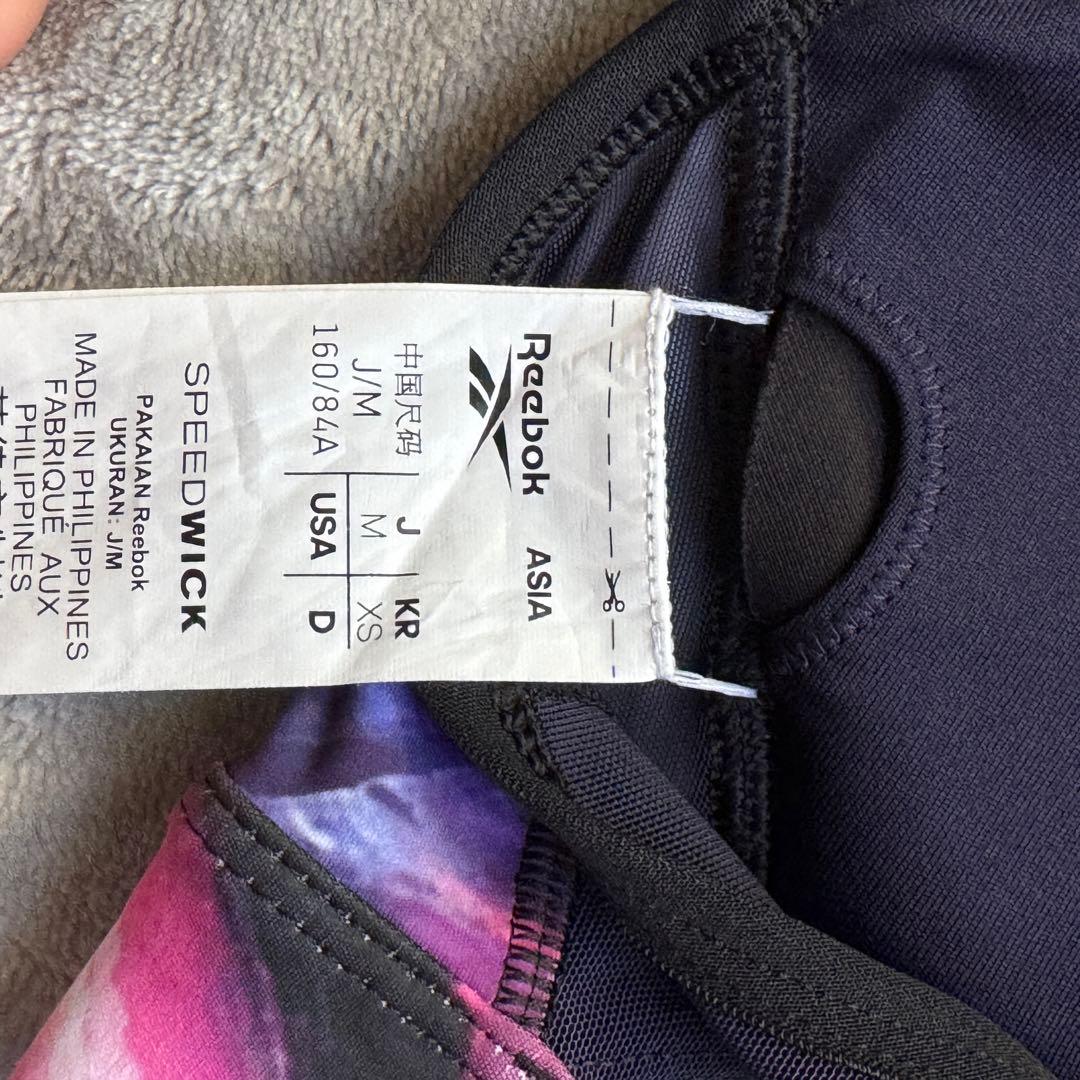 Reebok ASIA
中国尺码 J KR
J/M M XS
160/84A USA D
SPEEDWICK
PAKAIAN Reebok
UKURAN: J/M
MADE IN PHILIPPINES
FABRIQUÉ AUX
PHILIPPINES